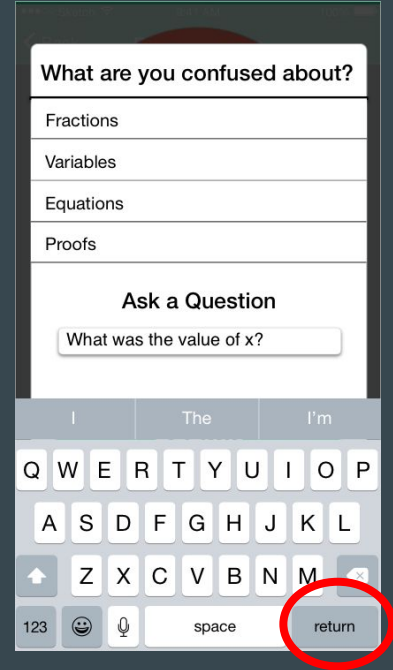 What are you confused about?
Fractions
Variables
Equations
Proofs
Ask a Question
What was the value of x?
I The I'm
Q W E R T Y U I O P
A S D F G H J K L
Z X C V B N M
123 space return